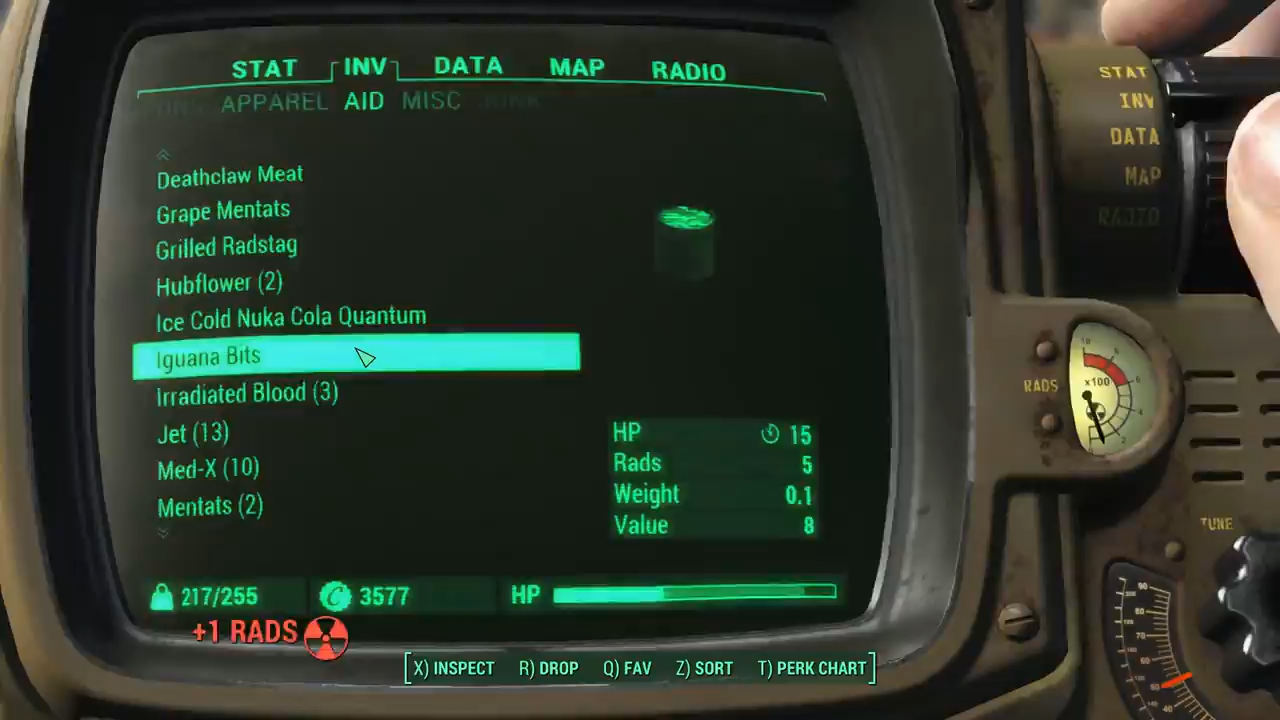 STAT INV DATA MAP RADIO
APPAREL AID MISC
Deathclaw Meat
Grape Mentats
Grilled Radstag
Hubflower (2)
Ice Cold Nuka Cola Quantum
Iguana Bits
Irradiated Blood (3)
Jet (13)
Med-X (10)
Mentats (2)
HP 15
Rads 5
Weight 0.1
Value 8
217/255 3577 HP
+1 RADS
X) INSPECT R) DROP Q) FAV Z) SORT T) PERK CHART
STAT
INV
DATA
MAP
RADIO
RADS
x100
TUNE